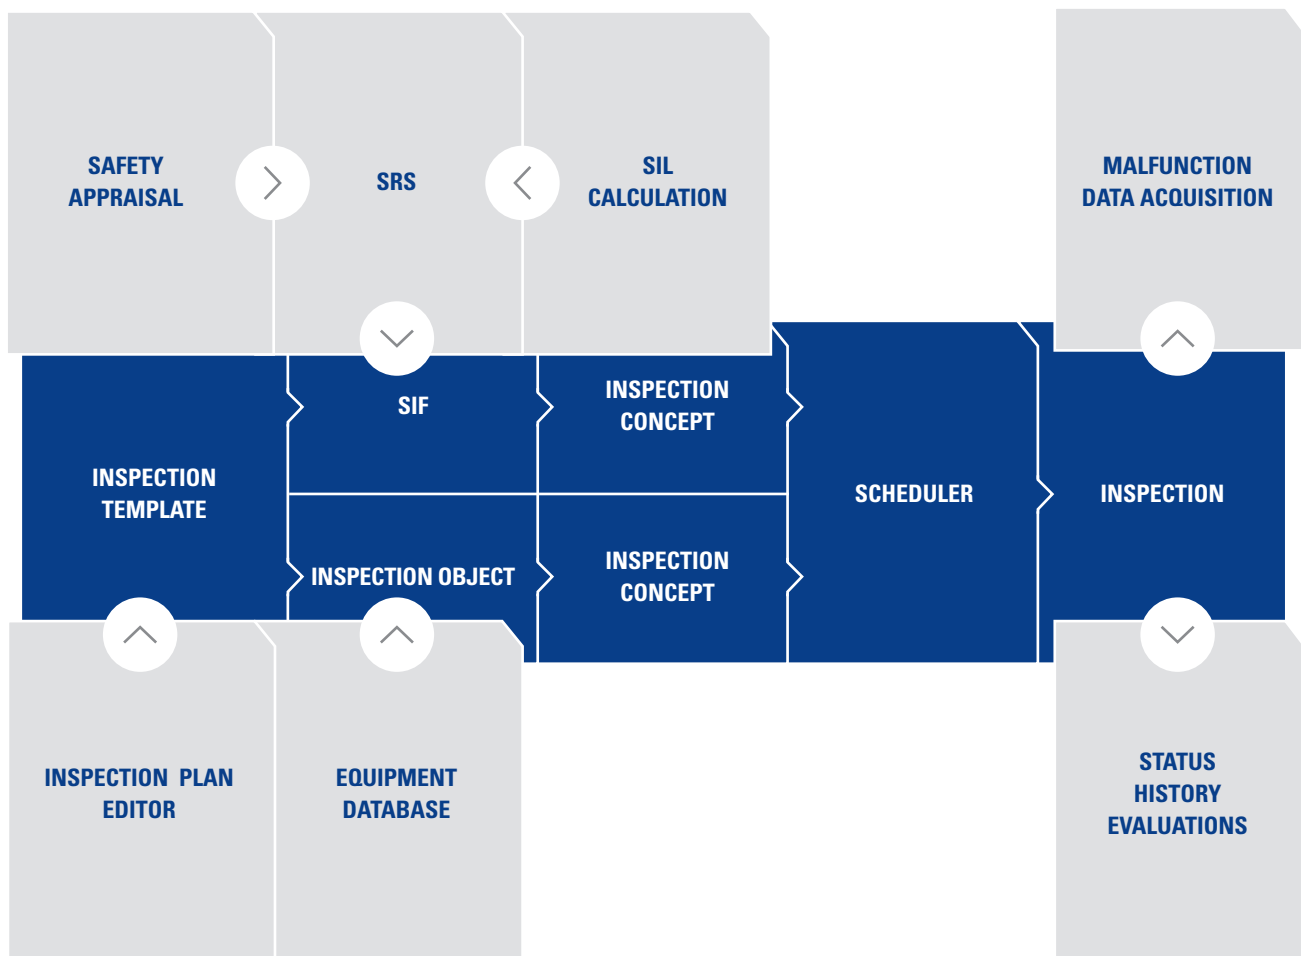 SAFETY
APPRAISAL
SRS
SIL
CALCULATION
MALFUNCTION
DATA ACQUISITION
INSPECTION
TEMPLATE
SIF
INSPECTION
CONCEPT
INSPECTION OBJECT
INSPECTION
CONCEPT
SCHEDULER
INSPECTION
INSPECTION PLAN
EDITOR
EQUIPMENT
DATABASE
STATUS
HISTORY
EVALUATIONS